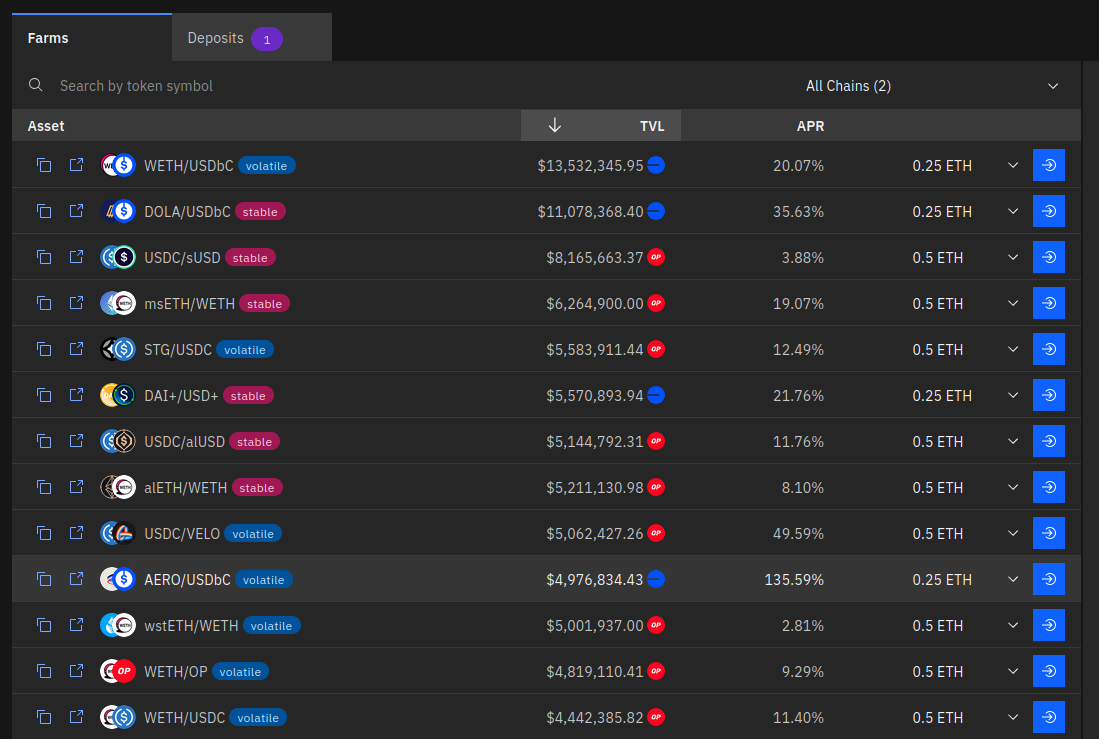 Farms Deposits 1
Search by token symbol All Chains (2)
Asset TVL APR
WETH/USDbC volatile $13,532,345.95 20.07% 0.25 ETH
DOLA/USDbC stable $11,078,368.40 35.63% 0.25 ETH
USDC/sUSD stable $8,165,663.37 OP 3.88% 0.5 ETH
msETH/WETH stable $6,264,900.00 OP 19.07% 0.5 ETH
STG/USDC volatile $5,583,911.44 OP 12.49% 0.5 ETH
DAI+/USD+ stable $5,570,893.94 21.76% 0.25 ETH
USDC/alUSD stable $5,144,792.31 OP 11.76% 0.5 ETH
alETH/WETH stable $5,211,130.98 OP 8.10% 0.5 ETH
USDC/VELO volatile $5,062,427.26 OP 49.59% 0.5 ETH
AERO/USDbC volatile $4,976,834.43 135.59% 0.25 ETH
wstETH/WETH volatile $5,001,937.00 OP 2.81% 0.5 ETH
OP WETH/OP volatile $4,819,110.41 OP 9.29% 0.5 ETH
WETH/USDC volatile $4,442,385.82 OP 11.40% 0.5 ETH